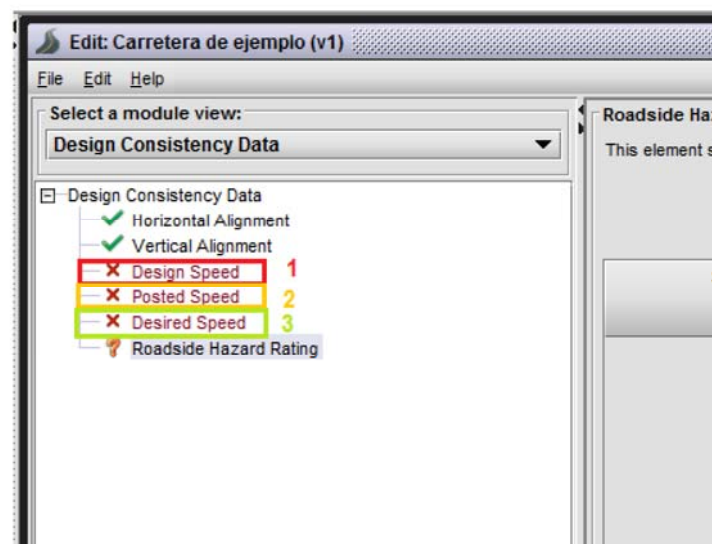 Edit: Carretera de ejemplo (v1)
File Edit Help
Select a module view:
Design Consistency Data
Design Consistency Data
Horizontal Alignment
Vertical Alignment
Design Speed 1
Posted Speed 2
Desired Speed 3
Roadside Hazard Rating
Roadside Ha
This element s